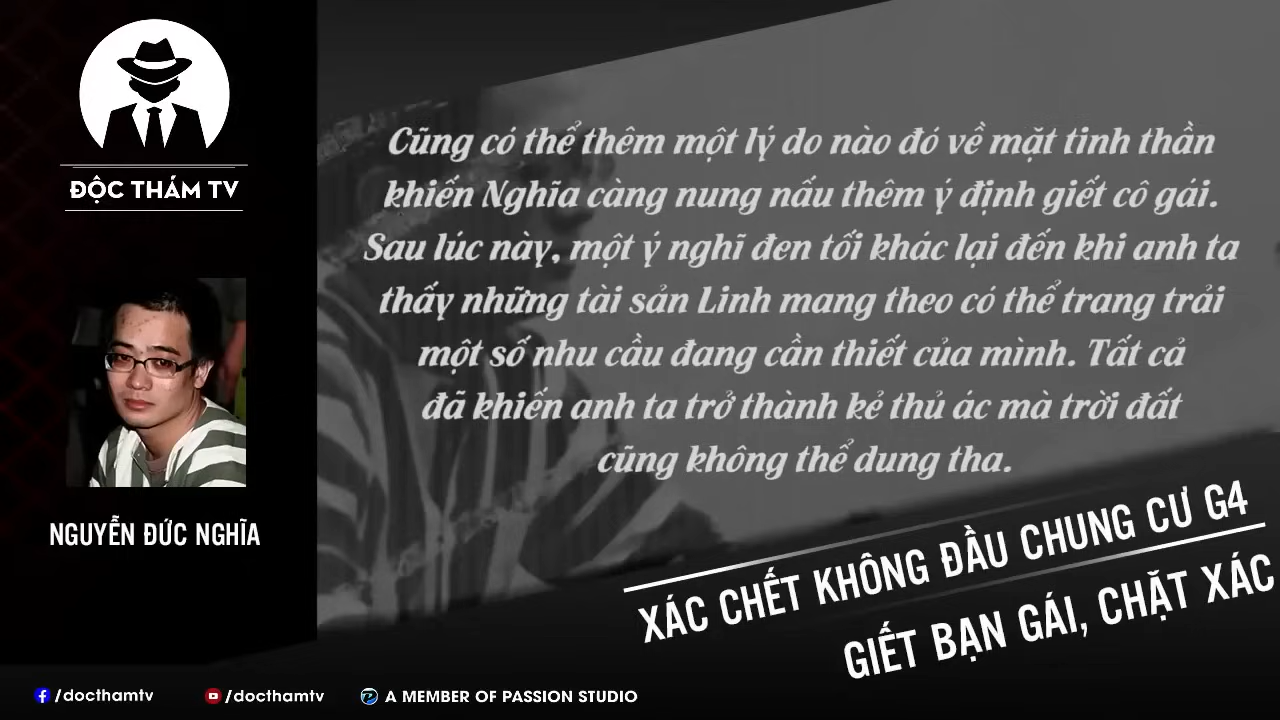 ĐỘC THÁM TV
NGUYỄN ĐỨC NGHĨA
Cũng có thể thêm một lý do nào đó về mặt tinh thần
khiến Nghĩa càng nung nấu thêm ý định giết cô gái.
Sau lúc này, một ý nghĩ đen tối khác lại đến khi anh ta
thấy những tài sản Linh mang theo có thể trang trải
một số nhu cầu đang cần thiết của mình. Tất cả
đã khiến anh ta trở thành kẻ thủ ác mà trời đất
cũng không thể dung tha.
XÁC CHẾT KHÔNG ĐẦU CHUNG CƯ G4
GIẾT BẠN GÁI, CHẶT XÁC
/docthamtv /docthamtv A MEMBER OF PASSION STUDIO